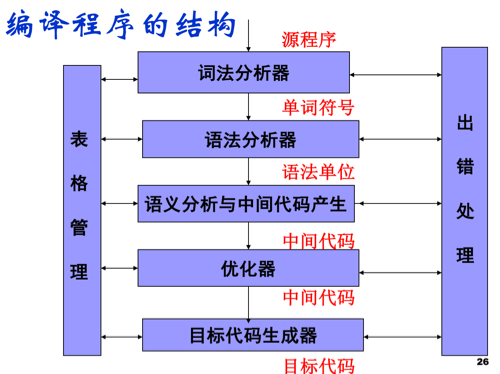 编译程序的结构
源程序
词法分析器
单词符号
语法分析器
语法单位
语义分析与中间代码产生
中间代码
优化器
中间代码
目标代码生成器
目标代码
表格管理
出错处理
26